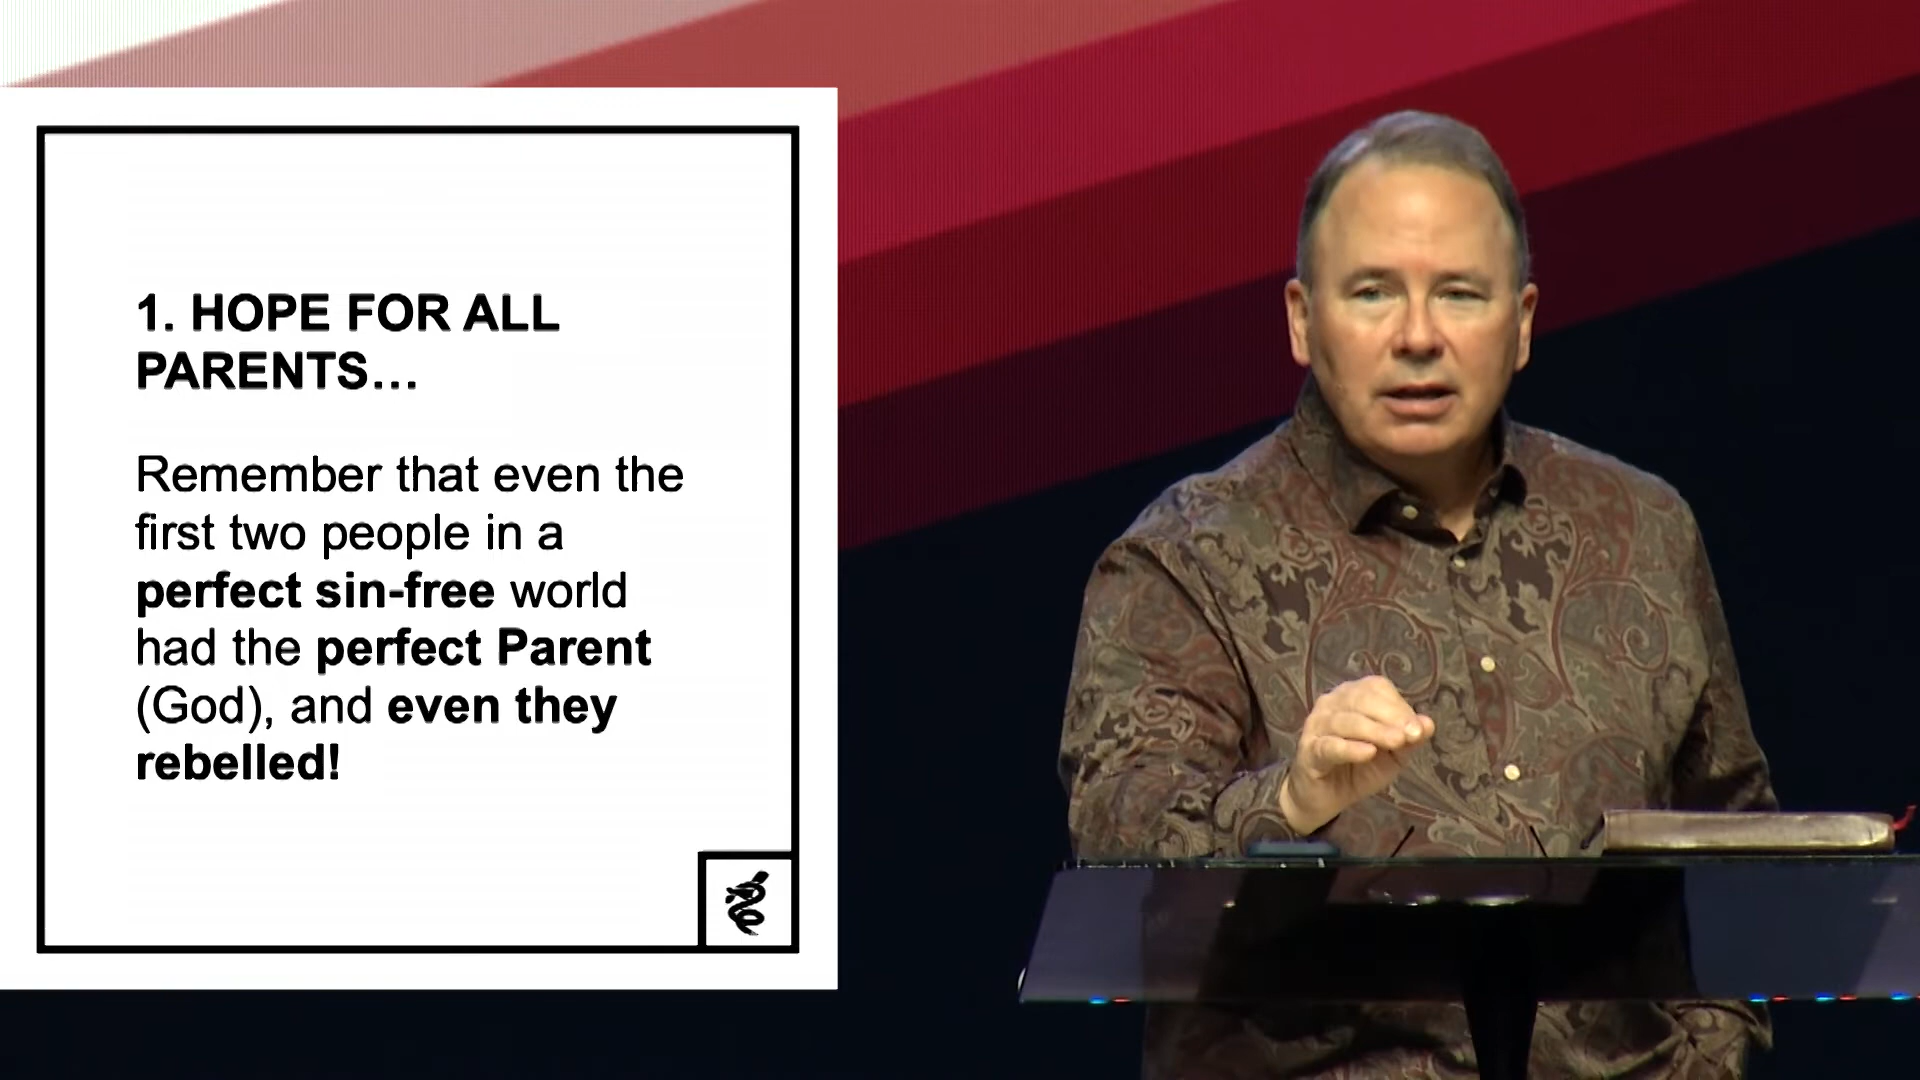 1. HOPE FOR ALL
PARENTS…
Remember that even the
first two people in a
perfect sin-free world
had the perfect Parent
(God), and even they
rebelled!